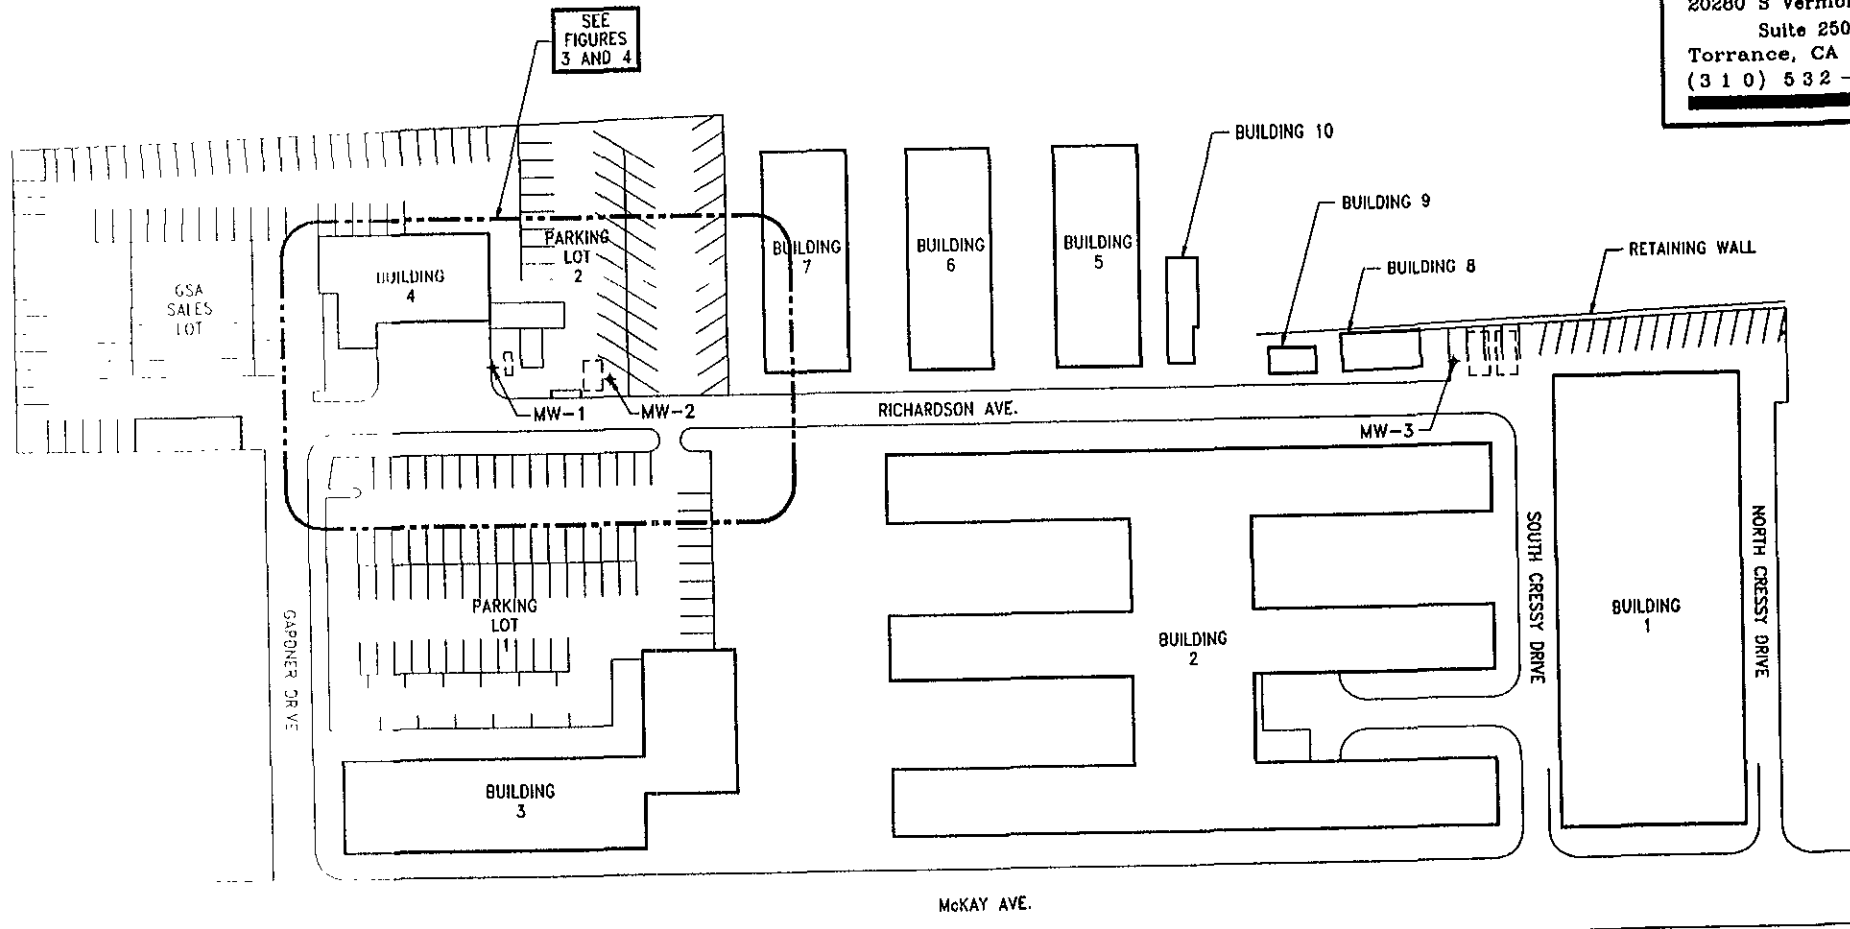 20280 S Vermon
Suite 250
Torrance, CA
(310) 532-
SEE
FIGURES
3 AND 4
BUILDING 10
BUILDING 9
BUILDING 8
RETAINING WALL
PARKING
LOT
2
BUILDING
7
BUILDING
6
BUILDING
5
BUILDING
4
GSA
SALES
LOT
MW-1
MW-2
RICHARDSON AVE.
MW-3
SOUTH CRESSY DRIVE
NORTH CRESSY DRIVE
GARDNER DRIVE
PARKING
LOT
1
BUILDING
1
BUILDING
2
BUILDING
3
McKAY AVE.